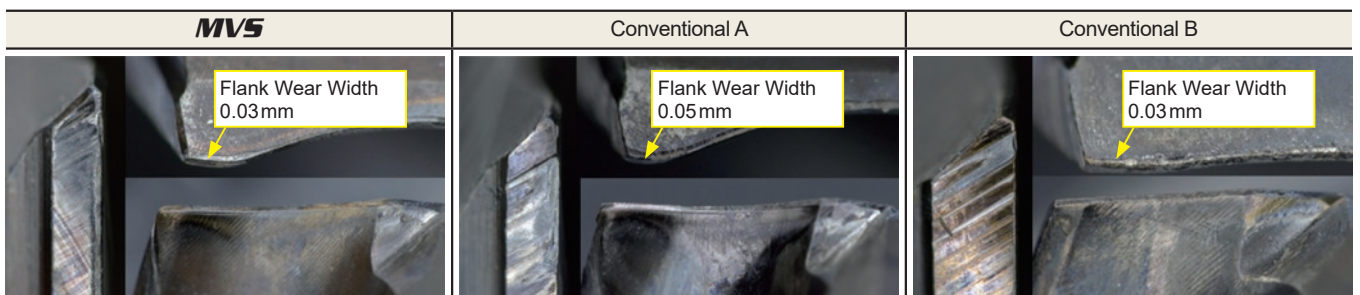 MVS
Conventional A
Conventional B
Flank Wear Width
0.03mm
Flank Wear Width
0.05mm
Flank Wear Width
0.03mm